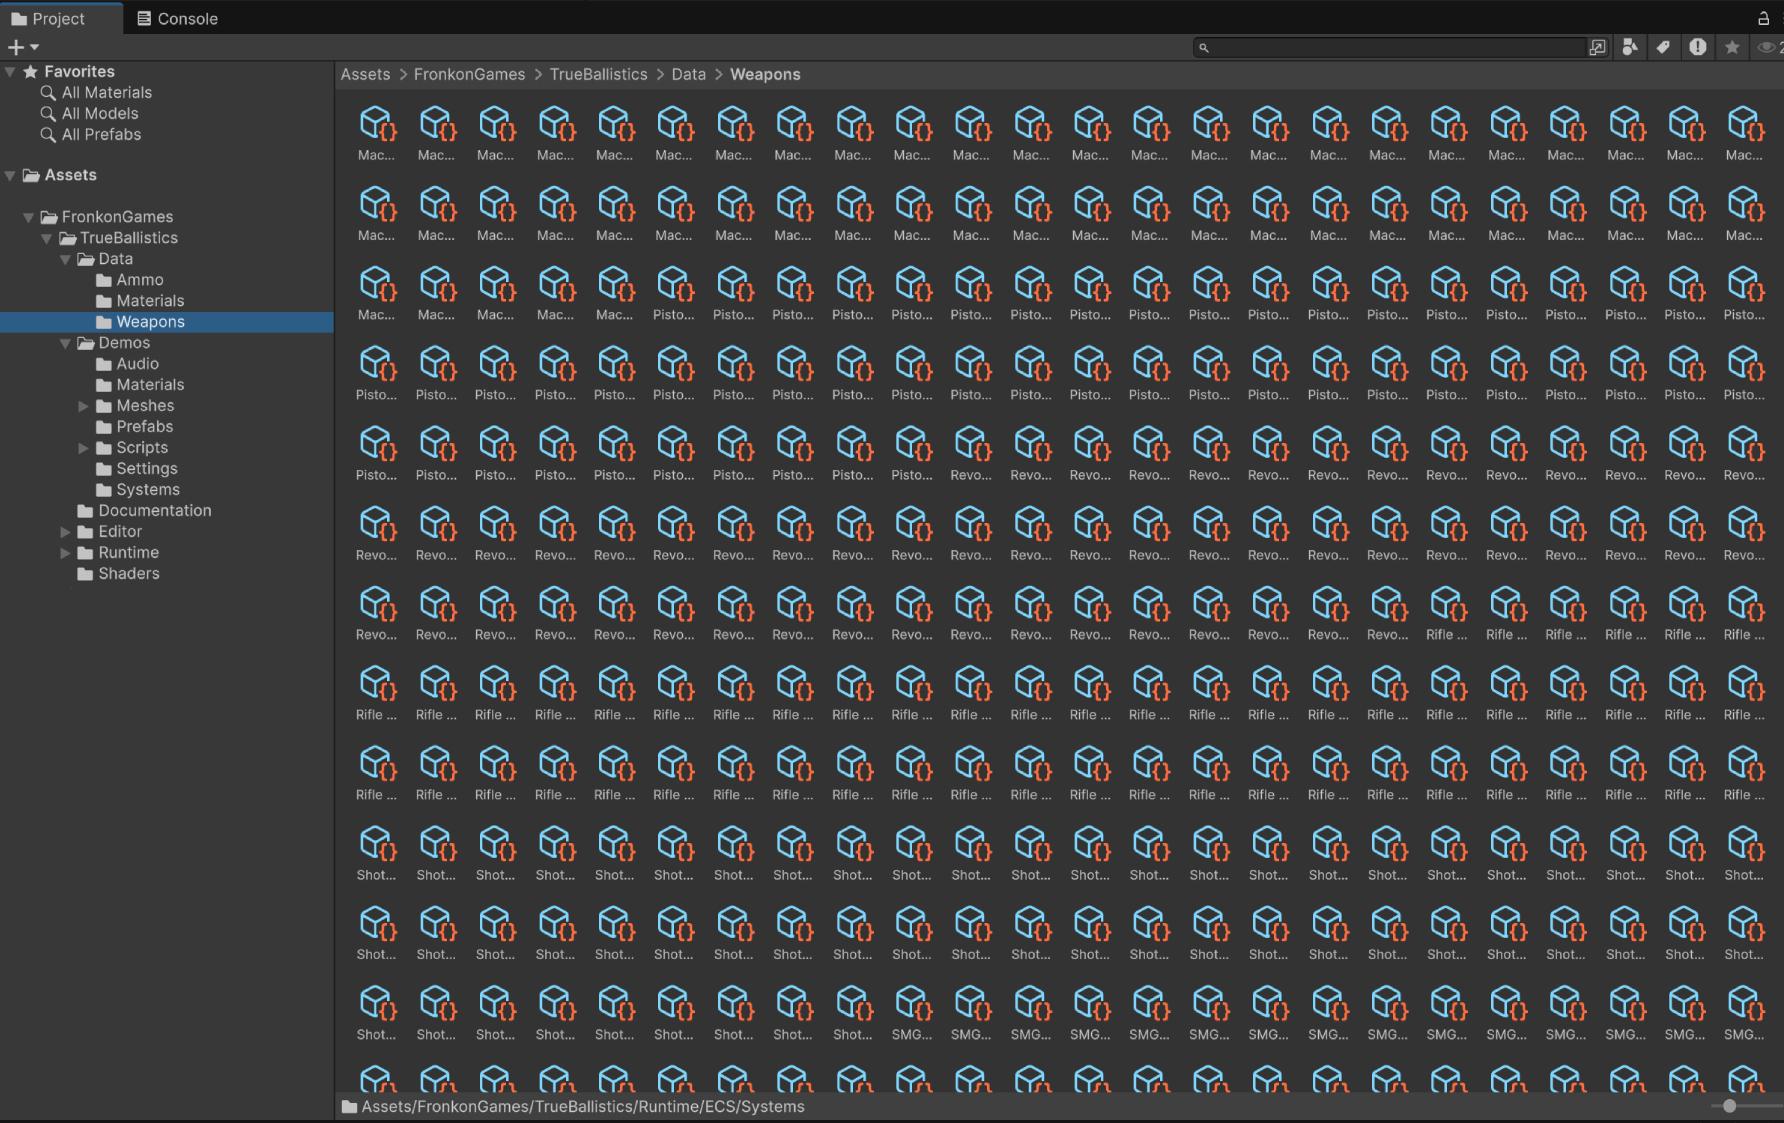 Project
Console
Favorites
All Materials
All Models
All Prefabs
Assets
FronkonGames
TrueBallistics
Data
Ammo
Materials
Weapons
Demos
Audio
Materials
Meshes
Prefabs
Scripts
Settings
Systems
Documentation
Editor
Runtime
Shaders
Assets > FronkonGames > TrueBallistics > Data > Weapons
Mac... Mac... Mac... Mac... Mac... Mac... Mac... Mac... Mac... Mac... Mac... Mac... Mac... Mac... Mac... Mac... Mac... Mac... Mac... Mac... Mac... Mac... Mac... Mac...
Mac... Mac... Mac... Mac... Mac... Mac... Mac... Mac... Mac... Mac... Mac... Mac... Mac... Mac... Mac... Mac... Mac... Mac... Mac... Mac... Mac... Mac... Mac... Mac...
Mac... Mac... Mac... Mac... Mac... Pisto... Pisto... Pisto... Pisto... Pisto... Pisto... Pisto... Pisto... Pisto... Pisto... Pisto... Pisto... Pisto... Pisto... Pisto... Pisto... Pisto... Pisto... Pisto...
Pisto... Pisto... Pisto... Pisto... Pisto... Pisto... Pisto... Pisto... Pisto... Pisto... Pisto... Pisto... Pisto... Pisto... Pisto... Pisto... Pisto... Pisto... Pisto... Pisto... Pisto... Pisto... Pisto... Pisto...
Pisto... Pisto... Pisto... Pisto... Pisto... Pisto... Pisto... Pisto... Pisto... Pisto... Revo... Revo... Revo... Revo... Revo... Revo... Revo... Revo... Revo... Revo... Revo... Revo... Revo... Revo...
Revo... Revo... Revo... Revo... Revo... Revo... Revo... Revo... Revo... Revo... Revo... Revo... Revo... Revo... Revo... Revo... Revo... Revo... Revo... Revo... Revo... Revo... Revo... Revo...
Revo... Revo... Revo... Revo... Revo... Revo... Revo... Revo... Revo... Revo... Revo... Revo... Revo... Revo... Revo... Revo... Revo... Revo... Rifle ... Rifle ... Rifle ... Rifle ... Rifle ... Rifle ...
Rifle ... Rifle ... Rifle ... Rifle ... Rifle ... Rifle ... Rifle ... Rifle ... Rifle ... Rifle ... Rifle ... Rifle ... Rifle ... Rifle ... Rifle ... Rifle ... Rifle ... Rifle ... Rifle ... Rifle ... Rifle ... Rifle ... Rifle ... Rifle ...
Rifle ... Rifle ... Rifle ... Rifle ... Rifle ... Rifle ... Rifle ... Rifle ... Rifle ... Rifle ... Rifle ... Rifle ... Rifle ... Rifle ... Rifle ... Rifle ... Rifle ... Rifle ... Rifle ... Rifle ... Rifle ... Rifle ... Rifle ... Rifle ...
Shot... Shot... Shot... Shot... Shot... Shot... Shot... Shot... Shot... Shot... Shot... Shot... Shot... Shot... Shot... Shot... Shot... Shot... Shot... Shot... Shot... Shot... Shot... Shot...
Shot... Shot... Shot... Shot... Shot... Shot... Shot... Shot... Shot... Shot... Shot... Shot... Shot... Shot... Shot... Shot... Shot... Shot... Shot... Shot... Shot... Shot... Shot... Shot...
Shot... Shot... Shot... Shot... Shot... Shot... Shot... Shot... Shot... SMG... SMG... SMG... SMG... SMG... SMG... SMG... SMG... SMG... SMG... SMG... SMG... SMG... SMG... SMG...
Assets/FronkonGames/TrueBallistics/Runtime/ECS/Systems